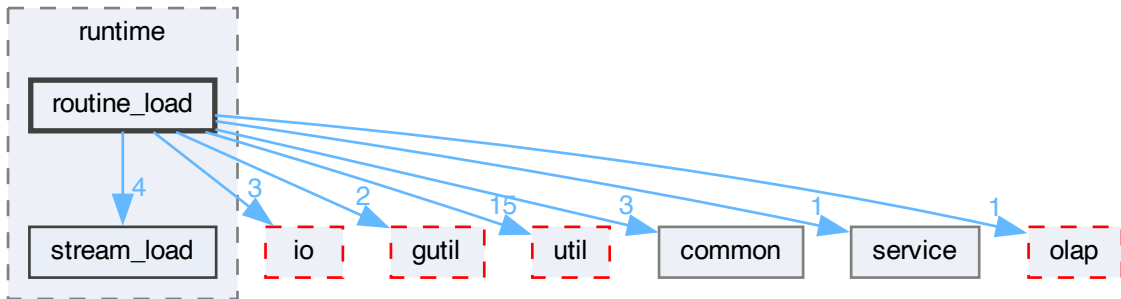 runtime
routine_load
4
3
2
15
3
1
1
stream_load
io
gutil
util
common
service
olap